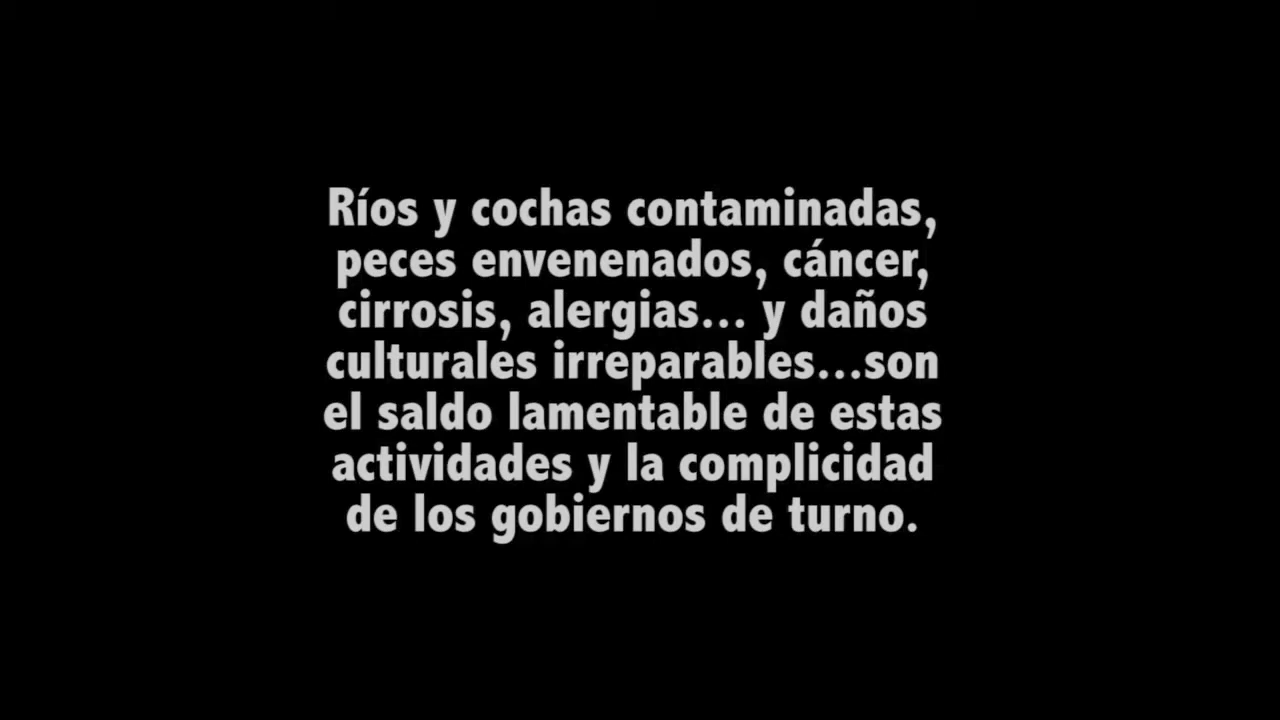 Ríos y cochas contaminadas,
peces envenenados, cáncer,
cirrosis, alergias... y daños
culturales irreparables...son
el saldo lamentable de estas
actividades y la complicidad
de los gobiernos de turno.